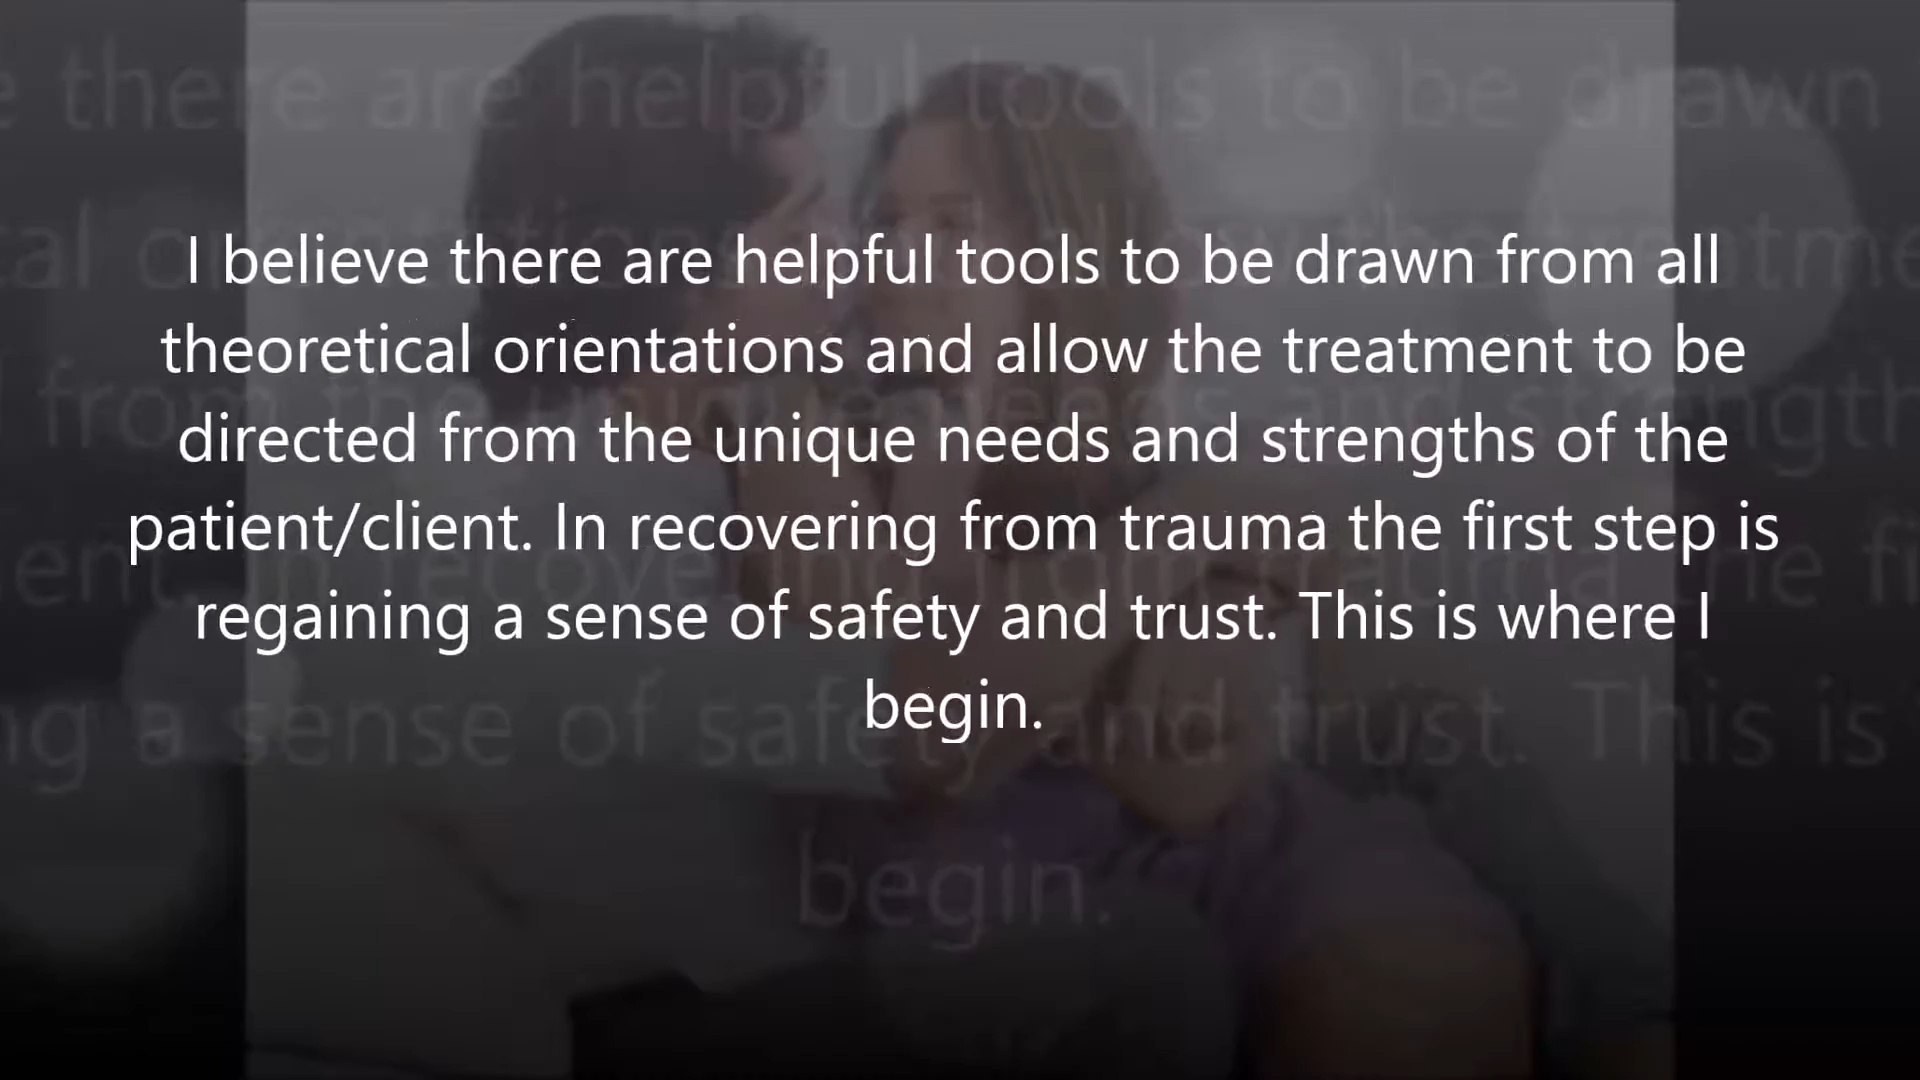 I believe there are helpful tools to be drawn from all
theoretical orientations and allow the treatment to be
directed from the unique needs and strengths of the
patient/client. In recovering from trauma the first step is
regaining a sense of safety and trust. This is where I
begin.